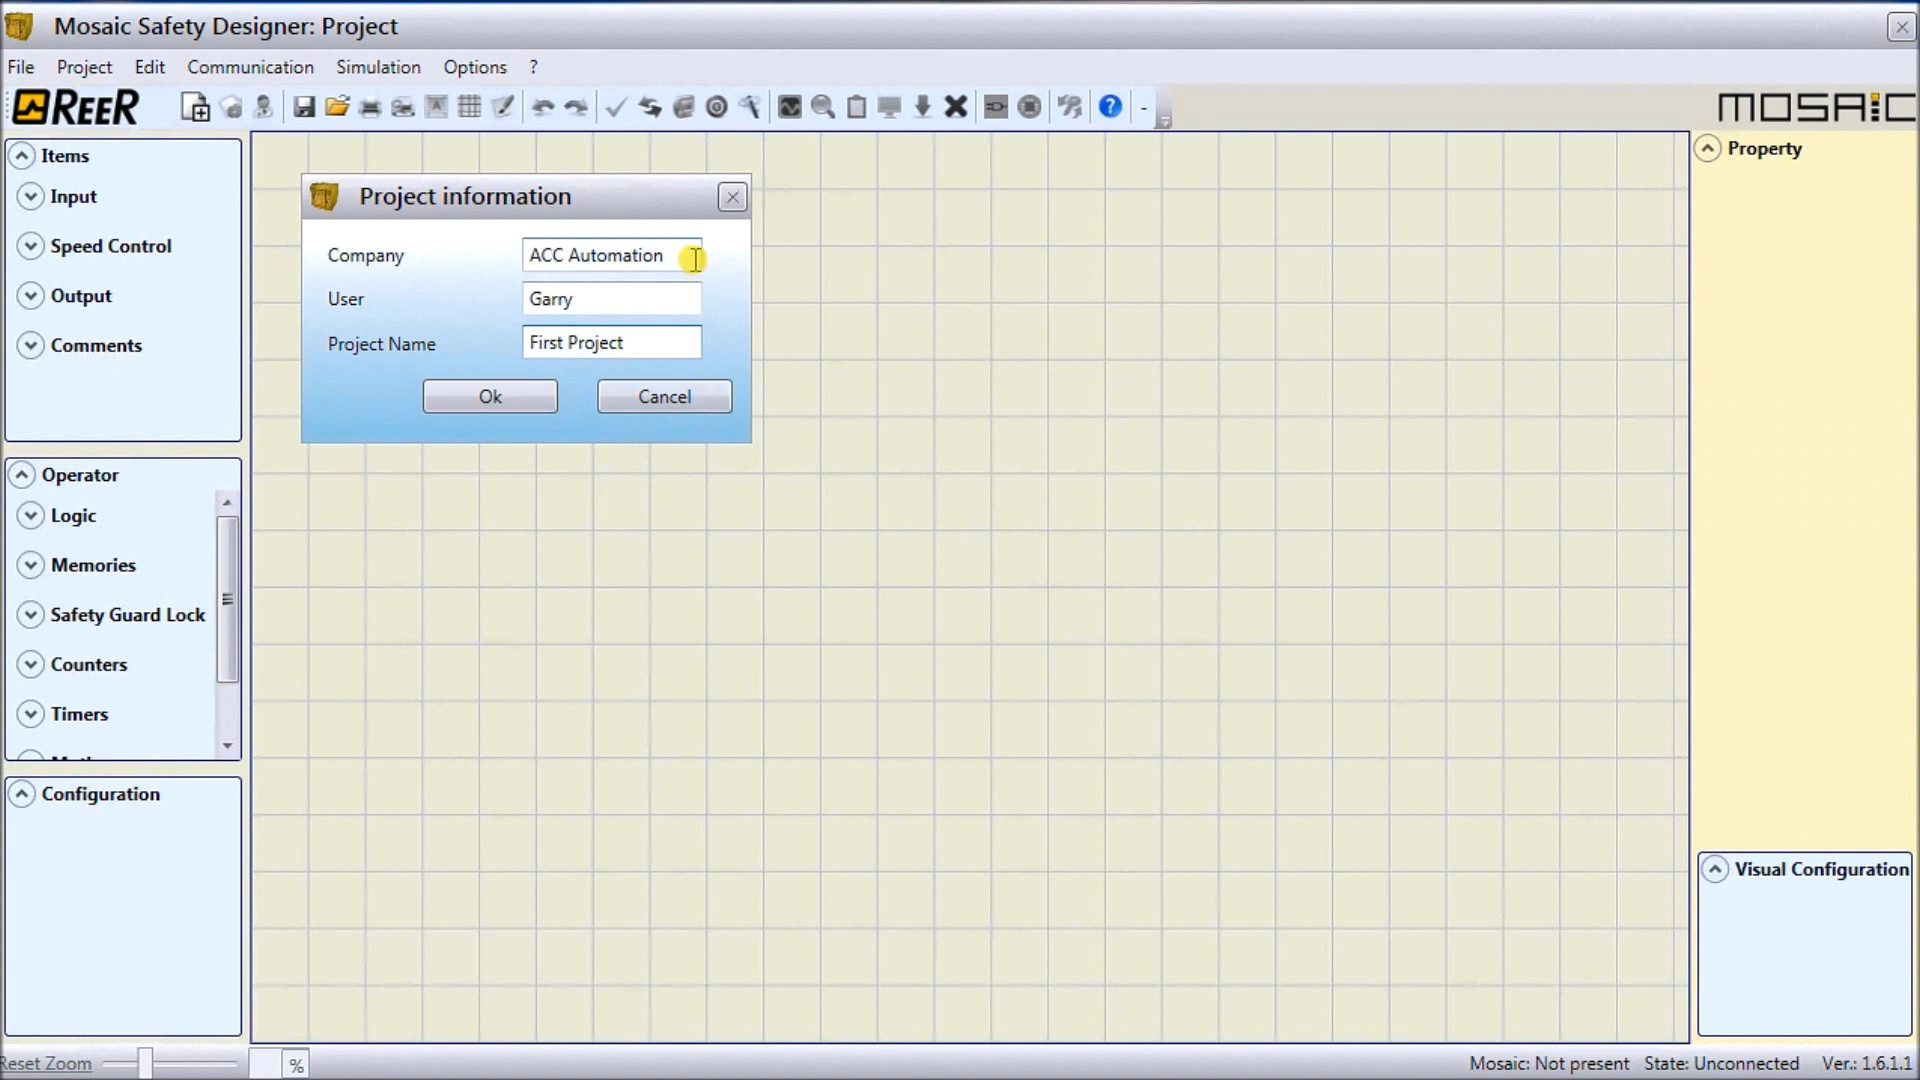 Mosaic Safety Designer: Project
File Project Edit Communication Simulation Options ?
REER
MOSAIC
Items
Input
Speed Control
Output
Comments
Operator
Logic
Memories
Safety Guard Lock
Counters
Timers
Configuration
Project information
Company ACC Automation
User Garry
Project Name First Project
Ok Cancel
Property
Visual Configuration
Reset Zoom % Mosaic: Not present State: Unconnected Ver.: 1.6.1.1